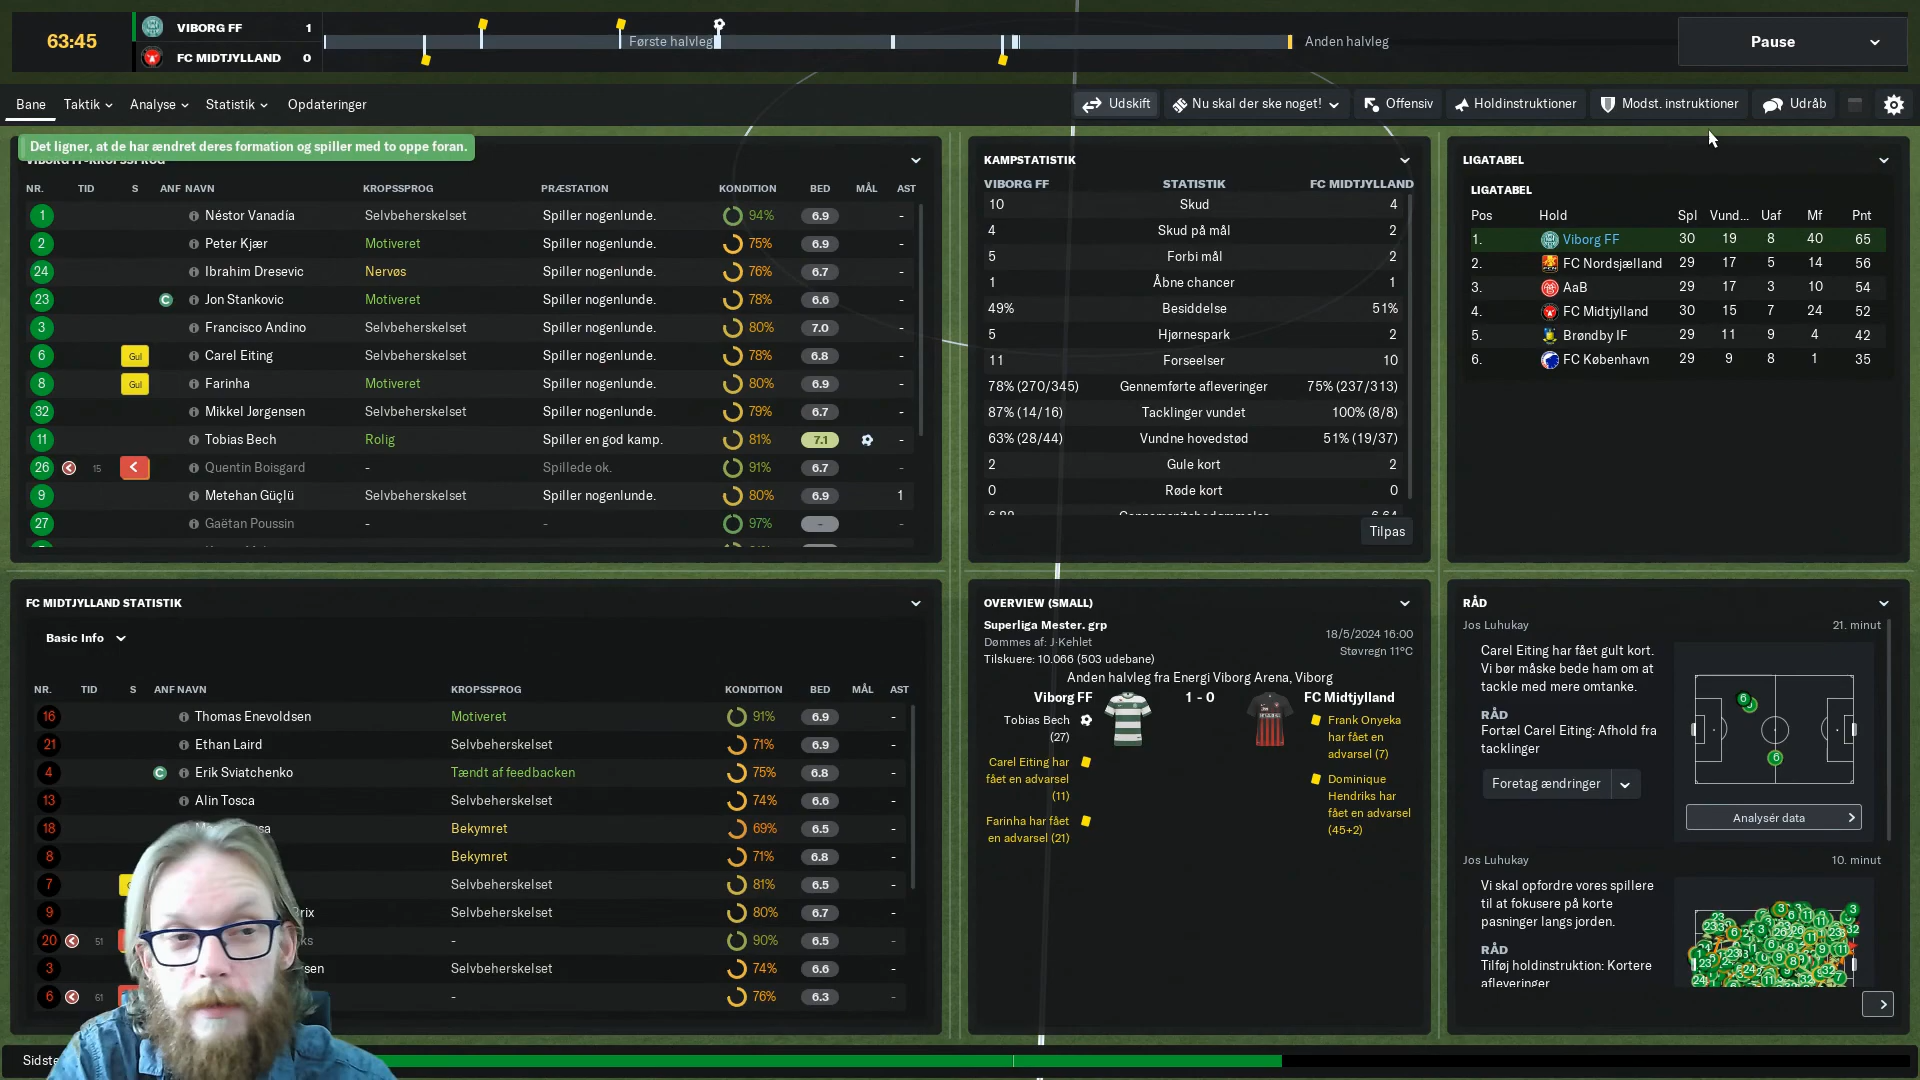 63:45
VIBORG FF 1
FC MIDTJYLLAND 0
Første halvleg
Anden halvleg
Pause
Bane Taktik Analyse Statistik Opdateringer
Udskift Nu skal der ske noget! Offensiv Holdinstruktioner Modst. instruktioner Udråb
Det ligner, at de har ændret deres formation og spiller med to oppe foran.
NR. TID S ANF NAVN KROPSSPROG PRÆSTATION KONDITION BED MÅL AST
1 Néstor Vanadía Selvbeherskelset Spiller nogenlunde. 94% 6.9 -
2 Peter Kjær Motiveret Spiller nogenlunde. 75% 6.9 -
24 Ibrahim Dresevic Nervøs Spiller nogenlunde. 76% 6.7 -
23 C Jon Stankovic Motiveret Spiller nogenlunde. 78% 6.6 -
3 Francisco Andino Selvbeherskelset Spiller nogenlunde. 80% 7.0 -
6 Gul Carel Eiting Selvbeherskelset Spiller nogenlunde. 78% 6.8 -
8 Gul Farinha Motiveret Spiller nogenlunde. 80% 6.9 -
32 Mikkel Jørgensen Selvbeherskelset Spiller nogenlunde. 79% 6.7 -
11 Tobias Bech Rolig Spiller en god kamp. 81% 7.1 -
26 15 Quentin Boisgard - Spillede ok. 91% 6.7 -
9 Metehan Güçlü Selvbeherskelset Spiller nogenlunde. 80% 6.9 1
27 Gaëtan Poussin - - 97% - -
KAMPSTATISTIK
VIBORG FF STATISTIK FC MIDTJYLLAND
10 Skud 4
4 Skud på mål 2
5 Forbi mål 2
1 Åbne chancer 1
49% Besiddelse 51%
5 Hjørnespark 2
11 Forseelser 10
78% (270/345) Gennemførte afleveringer 75% (237/313)
87% (14/16) Tacklinger vundet 100% (8/8)
63% (28/44) Vundne hovedstød 51% (19/37)
2 Gule kort 2
0 Røde kort 0
Tilpas
LIGATABEL
LIGATABEL
Pos Hold Spl Vund... Uaf Mf Pnt
1. Viborg FF 30 19 8 40 65
2. FC Nordsjælland 29 17 5 14 56
3. AaB 29 17 3 10 54
4. FC Midtjylland 30 15 7 24 52
5. Brøndby IF 29 11 9 4 42
6. FC København 29 9 8 1 35
FC MIDTJYLLAND STATISTIK
Basic Info
NR. TID S ANF NAVN KROPSSPROG KONDITION BED MÅL AST
16 Thomas Enevoldsen Motiveret 91% 6.9 -
21 Ethan Laird Selvbeherskelset 71% 6.9 -
4 C Erik Sviatchenko Tændt af feedbacken 75% 6.8 -
13 Alin Tosca Selvbeherskelset 74% 6.6 -
18 Bekymret 69% 6.5 -
8 Bekymret 71% 6.8 -
7 Selvbeherskelset 81% 6.5 -
9 rix Selvbeherskelset 80% 6.7 -
20 51 ks - 90% 6.5 -
3 sen Selvbeherskelset 74% 6.6 -
6 61 - 76% 6.3 -
OVERVIEW (SMALL)
Superliga Mester. grp
Dømmes af: J Kehlet
Tilskuere: 10.066 (503 udebane)
18/5/2024 16:00
Støvregn 11°C
Anden halvleg fra Energi Viborg Arena, Viborg
Viborg FF 1 - 0 FC Midtjylland
Tobias Bech
(27)
Carel Eiting har
fået en advarsel
(11)
Farinha har fået
en advarsel (21)
Frank Onyeka
har fået en
advarsel (7)
Dominique
Hendriks har
fået en advarsel
(45+2)
RÅD
Jos Luhukay 21. minut
Carel Eiting har fået gult kort.
Vi bør måske bede ham om at
tackle med mere omtanke.
RÅD
Fortæl Carel Eiting: Afhold fra
tacklinger
Foretag ændringer
6
6
Analysér data
Jos Luhukay 10. minut
Vi skal opfordre vores spillere
til at fokusere på korte
pasninger langs jorden.
RÅD
Tilføj holdinstruktion: Kortere
afleveringer
Sidste